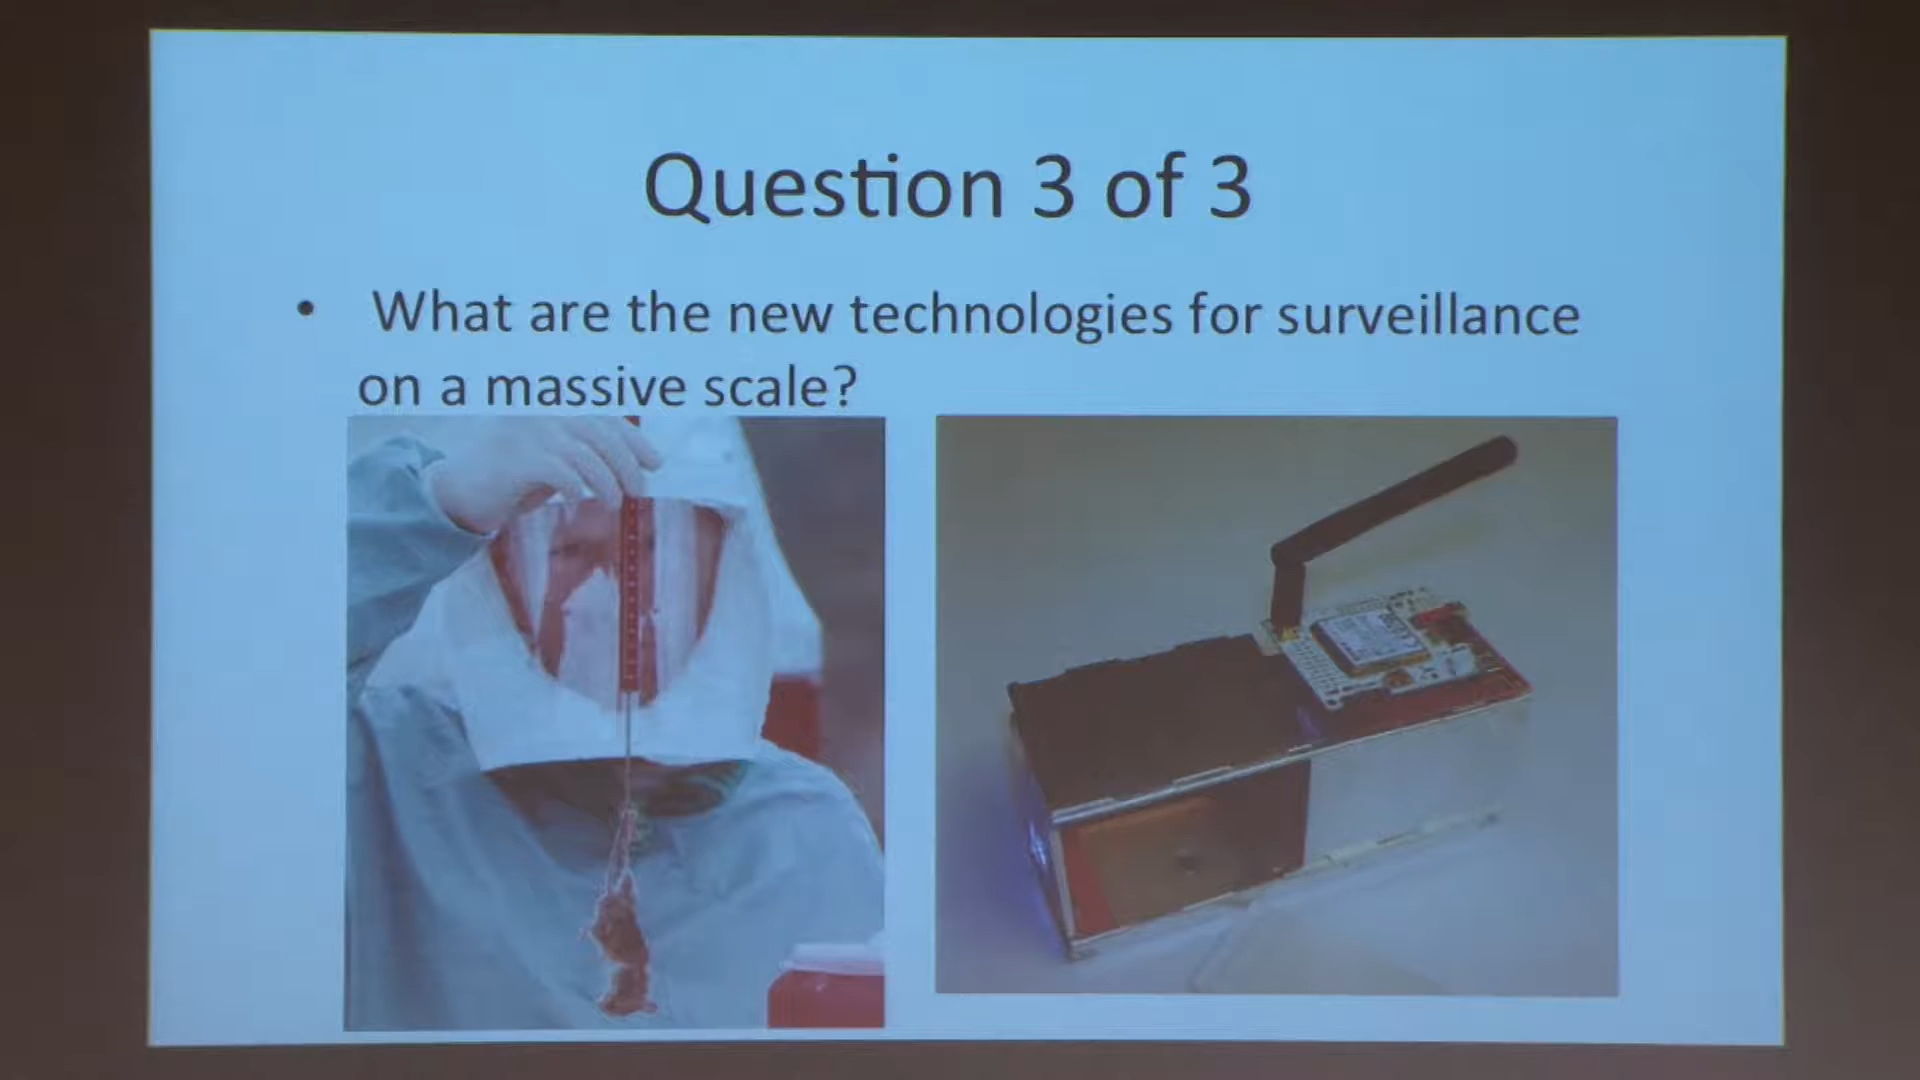 Question 3 of 3
• What are the new technologies for surveillance
on a massive scale?